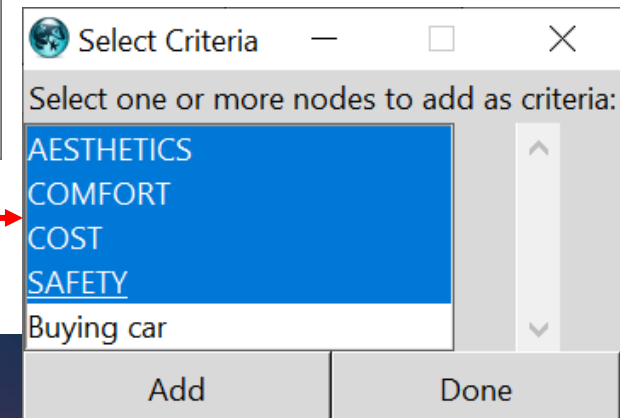 Select Criteria
Select one or more nodes to add as criteria:
AESTHETICS
COMFORT
COST
SAFETY
Buying car
Add
Done